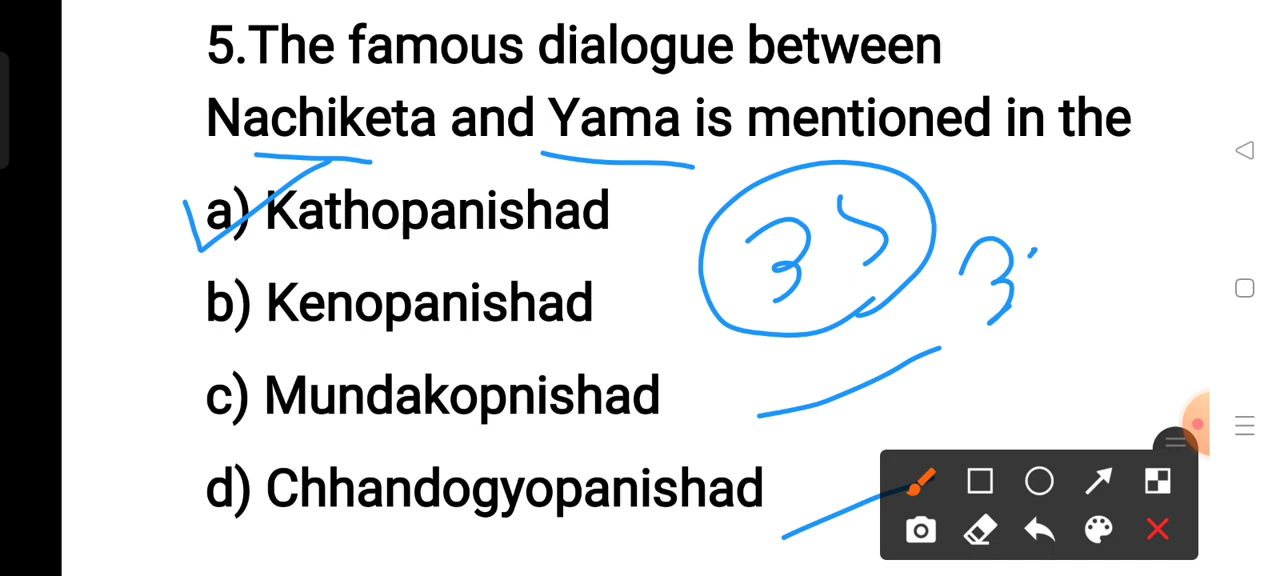 5.The famous dialogue between
Nachiketa and Yama is mentioned in the
a) Kathopanishad
b) Kenopanishad
c) Mundakopnishad
d) Chhandogyopanishad